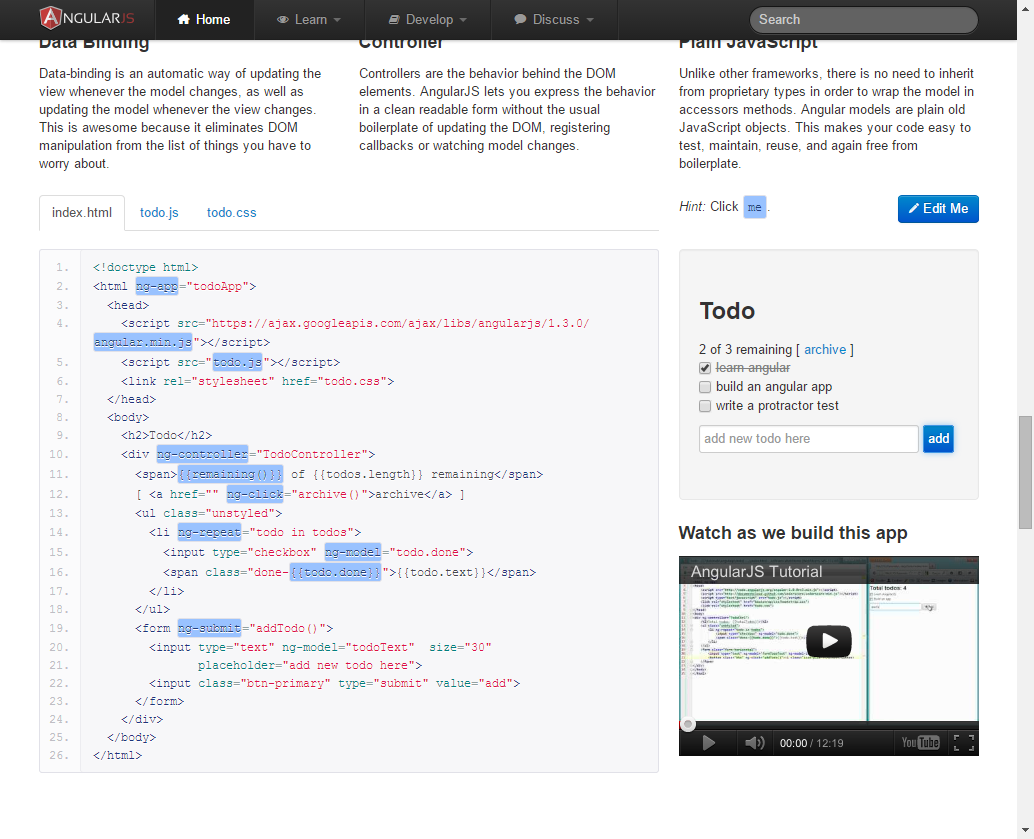 ANGULARJS
Home
Learn
Develop
Discuss
Search
Data Binding
Controller
Plain JavaScript
Data-binding is an automatic way of updating the
view whenever the model changes, as well as
updating the model whenever the view changes.
This is awesome because it eliminates DOM
manipulation from the list of things you have to
worry about.
Controllers are the behavior behind the DOM
elements. AngularJS lets you express the behavior
in a clean readable form without the usual
boilerplate of updating the DOM, registering
callbacks or watching model changes.
Unlike other frameworks, there is no need to inherit
from proprietary types in order to wrap the model in
accessors methods. Angular models are plain old
JavaScript objects. This makes your code easy to
test, maintain, reuse, and again free from
boilerplate.
index.html
todo.js
todo.css
Hint: Click me .
Edit Me
1. <!doctype html>
2. <html ng-app="todoApp">
3. <head>
4. <script src="https://ajax.googleapis.com/ajax/libs/angularjs/1.3.0/
angular.min.js"></script>
5. <script src="todo.js"></script>
6. <link rel="stylesheet" href="todo.css">
7. </head>
8. <body>
9. <h2>Todo</h2>
10. <div ng-controller="TodoController">
11. <span>{{remaining()}} of {{todos.length}} remaining</span>
12. [ <a href="" ng-click="archive()">archive</a> ]
13. <ul class="unstyled">
14. <li ng-repeat="todo in todos">
15. <input type="checkbox" ng-model="todo.done">
16. <span class="done-{{todo.done}}">{{todo.text}}</span>
17. </li>
18. </ul>
19. <form ng-submit="addTodo()">
20. <input type="text" ng-model="todoText"  size="30"
21. placeholder="add new todo here">
22. <input class="btn-primary" type="submit" value="add">
23. </form>
24. </div>
25. </body>
26. </html>
Todo
2 of 3 remaining [ archive ]
learn angular
build an angular app
write a protractor test
add new todo here
add
Watch as we build this app
AngularJS Tutorial
Total todos: 4
00:00 / 12:19
YouTube